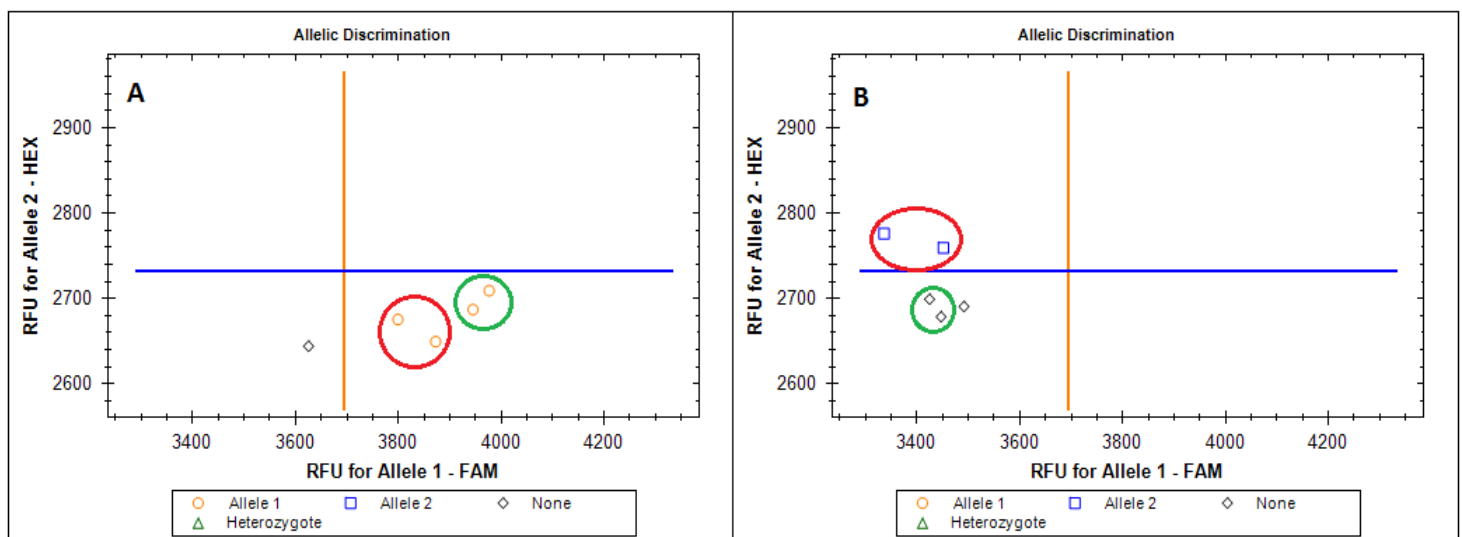 Allelic Discrimination
A
RFU for Allele 2 - HEX
2900
2800
2700
2600
3400 3600 3800 4000 4200
RFU for Allele 1 - FAM
Allele 1 Allele 2 None
Heterozygote
Allelic Discrimination
B
RFU for Allele 2 - HEX
2900
2800
2700
2600
3400 3600 3800 4000 4200
RFU for Allele 1 - FAM
Allele 1 Allele 2 None
Heterozygote